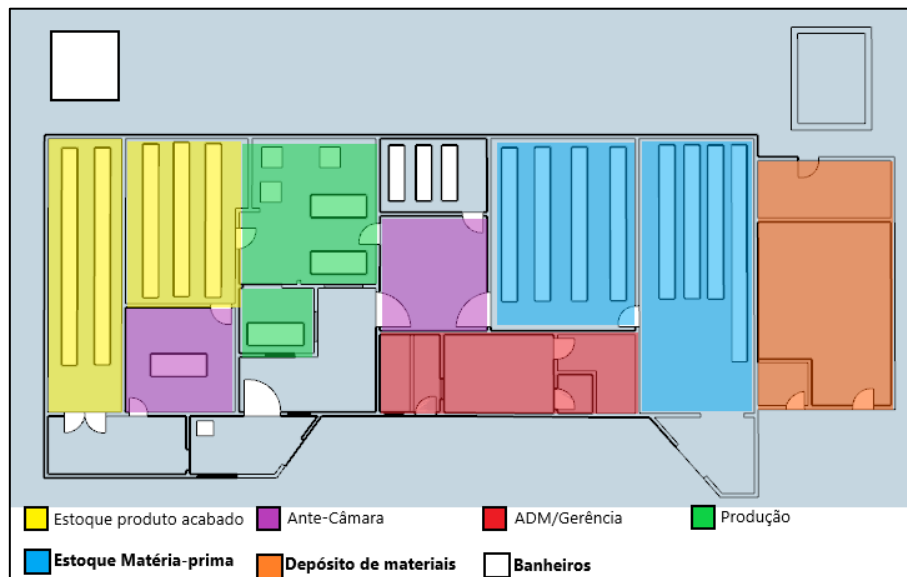 Estoque produto acabado Ante-Câmara ADM/Gerência Produção
Estoque Matéria-prima Depósito de materiais Banheiros